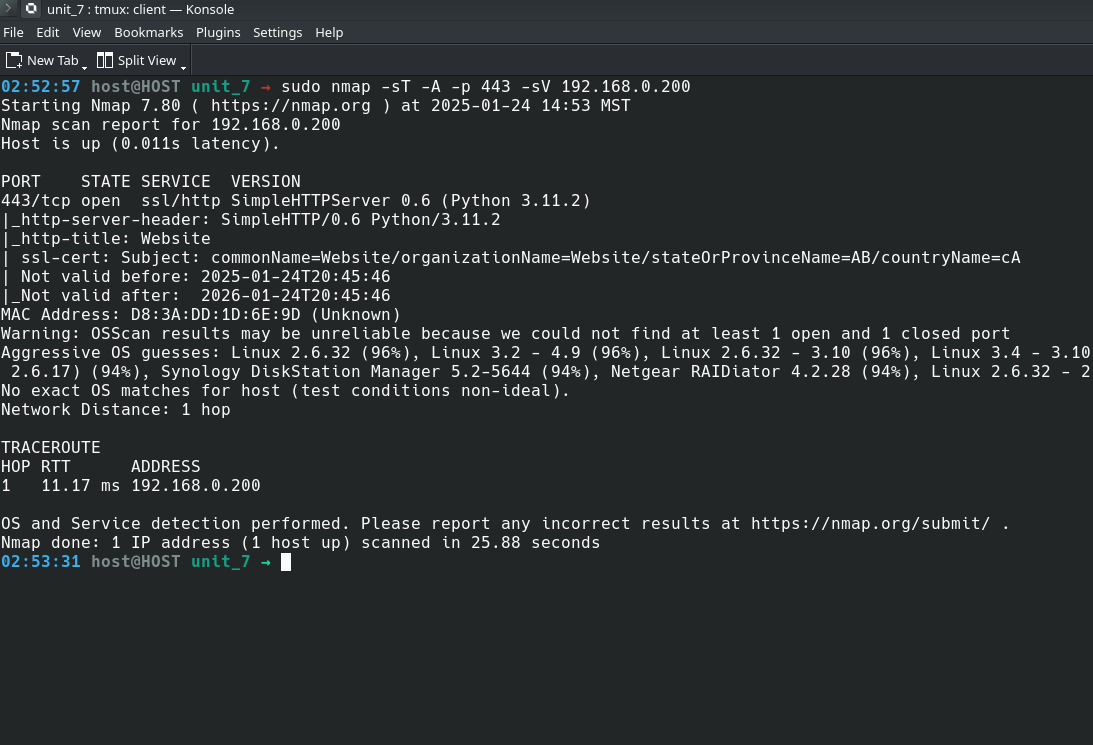 unit_7 : tmux: client — Konsole
File Edit View Bookmarks Plugins Settings Help
New Tab Split View
02:52:57 host@HOST unit_7 → sudo nmap -sT -A -p 443 -sV 192.168.0.200
Starting Nmap 7.80 ( https://nmap.org ) at 2025-01-24 14:53 MST
Nmap scan report for 192.168.0.200
Host is up (0.011s latency).
PORT    STATE SERVICE  VERSION
443/tcp open  ssl/http SimpleHTTPServer 0.6 (Python 3.11.2)
|_http-server-header: SimpleHTTP/0.6 Python/3.11.2
|_http-title: Website
| ssl-cert: Subject: commonName=Website/organizationName=Website/stateOrProvinceName=AB/countryName=cA
| Not valid before: 2025-01-24T20:45:46
|_Not valid after:  2026-01-24T20:45:46
MAC Address: D8:3A:DD:1D:6E:9D (Unknown)
Warning: OSScan results may be unreliable because we could not find at least 1 open and 1 closed port
Aggressive OS guesses: Linux 2.6.32 (96%), Linux 3.2 - 4.9 (96%), Linux 2.6.32 - 3.10 (96%), Linux 3.4 - 3.10
 2.6.17) (94%), Synology DiskStation Manager 5.2-5644 (94%), Netgear RAIDiator 4.2.28 (94%), Linux 2.6.32 - 2
No exact OS matches for host (test conditions non-ideal).
Network Distance: 1 hop
TRACEROUTE
HOP RTT      ADDRESS
1   11.17 ms 192.168.0.200
OS and Service detection performed. Please report any incorrect results at https://nmap.org/submit/ .
Nmap done: 1 IP address (1 host up) scanned in 25.88 seconds
02:53:31 host@HOST unit_7 →